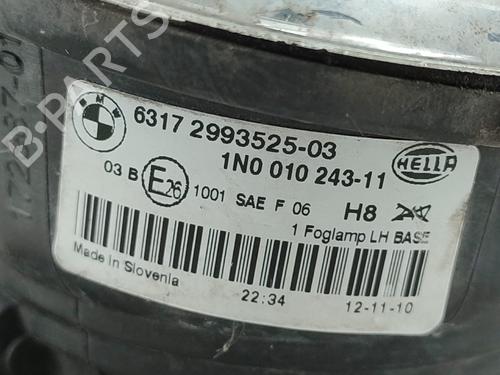 B-PARTS
6317 2993525-03
1N0 010 243-11
HELLA
03 B E26 1001 SAE F 06 H8
1 Foglamp LH BASE
Made in Slovenia
22:34 12-11-10